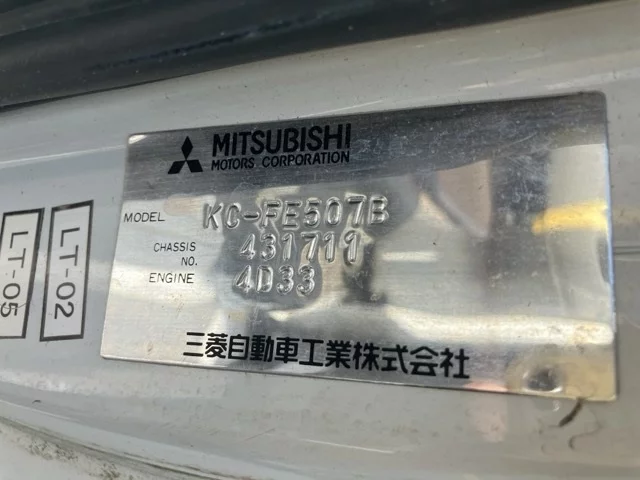 MITSUBISHI
MOTORS CORPORATION
MODEL KC-FE507B
CHASSIS NO. 431711
ENGINE 4D33
三菱自動車工業株式会社
LT-02
LT-05